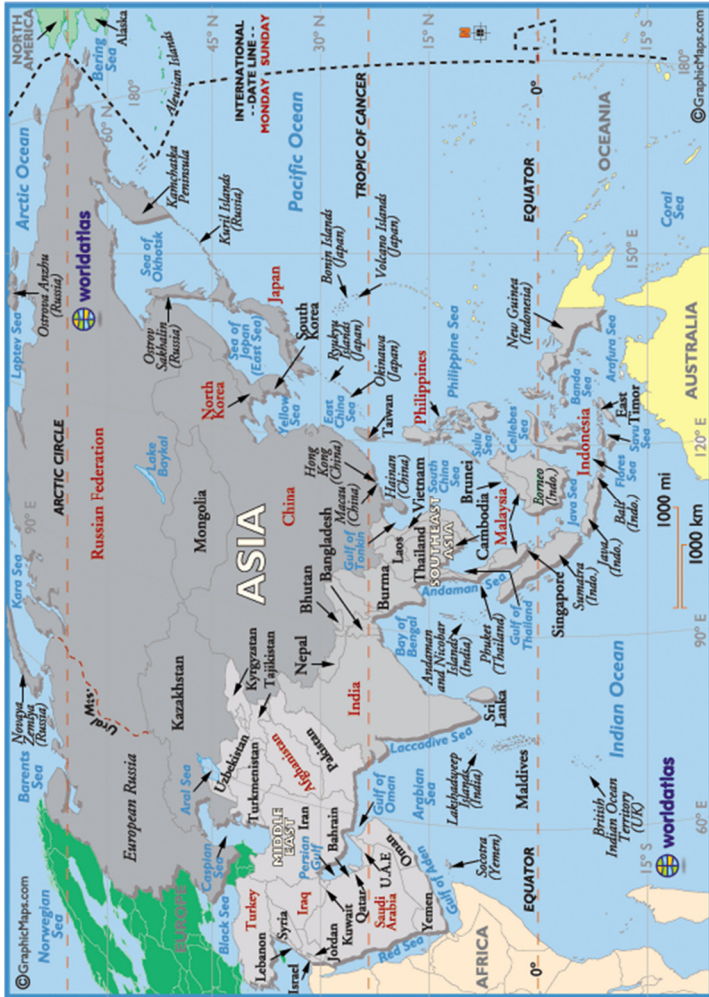 ©GraphicMaps.com
Norwegian
Sea
Barents
Sea
Novaya
Zemlya
(Russia)
Kara Sea
90° E
Laptev Sea
Ostrova Anzhu
(Russia)
Arctic Ocean
NORTH
AMERICA
Alaska
Bering
Sea
ARCTIC CIRCLE
60° N
180°
Aleutian Islands
worldatlas
Ural Mts.
European Russia
Russian Federation
EUROPE
Kamchatka
Peninsula
Sea of
Okhotsk
Ostrov
Sakhalin
(Russia)
Kuril Islands
(Russia)
45° N
INTERNATIONAL
- DATE LINE -
MONDAY SUNDAY
Lake
Baykal
Kazakhstan
Mongolia
ASIA
Aral Sea
Caspian
Sea
Black Sea
Uzbekistan
Kyrgyzstan
Tajikistan
Turkmenistan
North
Korea
Sea of
Japan
(East Sea)
Japan
South
Korea
Yellow
Sea
Pacific Ocean
30° N
Turkey
MIDDLE
EAST
Lebanon
Syria
Israel
Iraq
Iran
Afghanistan
Pakistan
Jordan
Kuwait
Persian
Gulf
Bahrain
Qatar
China
Nepal
Bhutan
Bangladesh
East
China
Sea
Ryukyu
Islands
(Japan)
Okinawa
(Japan)
Bonin Islands
(Japan)
Volcano Islands
(Japan)
TROPIC OF CANCER
Taiwan
Hong
Kong
(China)
Macau
(China)
Hainan
(China)
Gulf of
Tonkin
India
Saudi
Arabia
U.A.E
Oman
Gulf of
Oman
Yemen
Red Sea
Gulf of Aden
Arabian
Sea
Laccadive Sea
Bay of
Bengal
Burma
Laos
Thailand
Vietnam
SOUTHEAST
ASIA
Cambodia
South
China
Sea
Philippines
Philippine Sea
15° N
Andaman
and Nicobar
Islands
(India)
Andaman Sea
Phuket
(Thailand)
Gulf of
Thailand
Lakshadweep
Islands
(India)
Sri
Lanka
Maldives
Socotra
(Yemen)
AFRICA
Malaysia
Brunei
Sulu
Sea
Celebes
Sea
Singapore
Sumatra
(Indo.)
Borneo
(Indo.)
EQUATOR
0°
EQUATOR
0°
Indonesia
Java Sea
Java
(Indo.)
Bali
(Indo.)
Flores
Sea
Savu
Sea
East
Timor
Banda
Sea
Arafura Sea
New Guinea
(Indonesia)
OCEANIA
Coral
Sea
AUSTRALIA
Indian Ocean
British
Indian Ocean
Territory
(UK)
15° S
60° E
90° E
120° E
150° E
180°
15° S
1000 mi
1000 km
worldatlas
©GraphicMaps.com